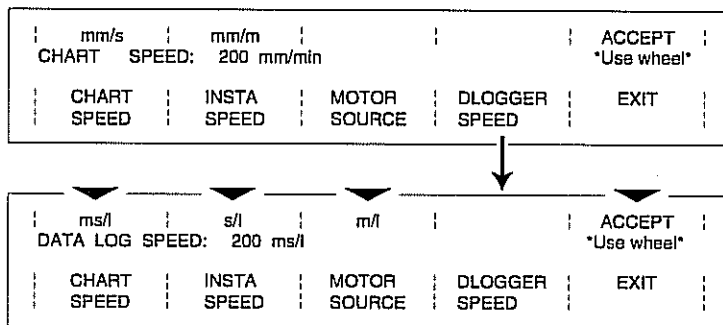 mm/s mm/m ACCEPT
CHART SPEED: 200 mm/min *Use wheel*
CHART INSTA MOTOR DLOGGER EXIT
SPEED SPEED SOURCE SPEED
ms/l s/l m/l ACCEPT
DATA LOG SPEED: 200 ms/l *Use wheel*
CHART INSTA MOTOR DLOGGER EXIT
SPEED SPEED SOURCE SPEED